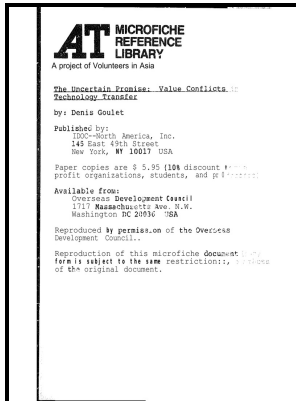 AT MICROFICHE
REFERENCE
LIBRARY
A project of Volunteers in Asia
The Uncertain Promise: Value Conflicts in
Technology Transfer
by: Denis Goulet
Published by:
IDOC--North America, Inc.
145 East 49th Street
New York, NY 10017 USA
Paper copies are $ 5.95 (10% discount
profit organizations, students, and
Available from:
Overseas Development Council
1717 Massachusetts Ave. N.W.
Washington DC 20036 USA
Reproduced by permission of the Overseas
Development Council..
Reproduction of this microfiche document
form is subject to the same restriction::,
of the original document.